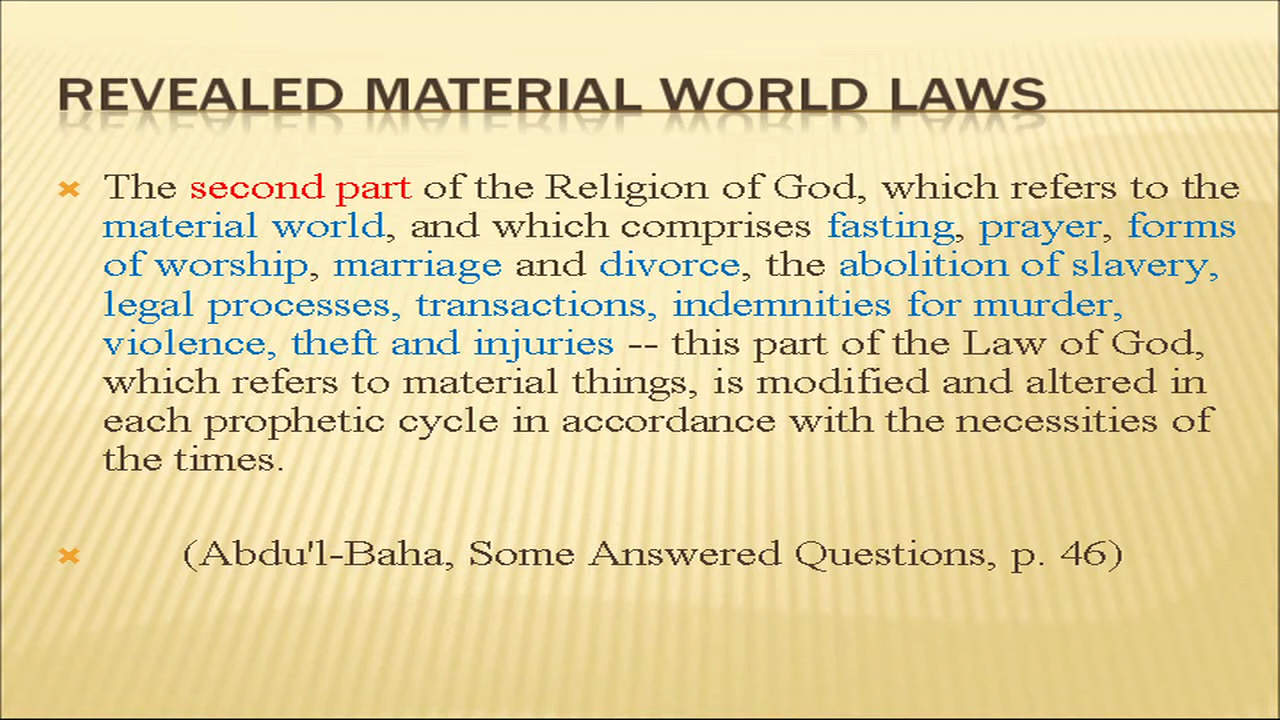 REVEALED MATERIAL WORLD LAWS
The second part of the Religion of God, which refers to the
material world, and which comprises fasting, prayer, forms
of worship, marriage and divorce, the abolition of slavery,
legal processes, transactions, indemnities for murder,
violence, theft and injuries -- this part of the Law of God,
which refers to material things, is modified and altered in
each prophetic cycle in accordance with the necessities of
the times.
(Abdu'l-Baha, Some Answered Questions, p. 46)